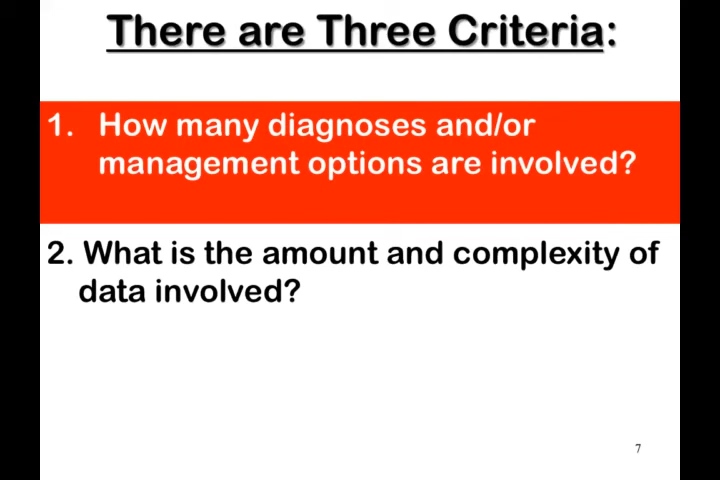 There are Three Criteria:
1. How many diagnoses and/or
management options are involved?
2. What is the amount and complexity of
data involved?
7